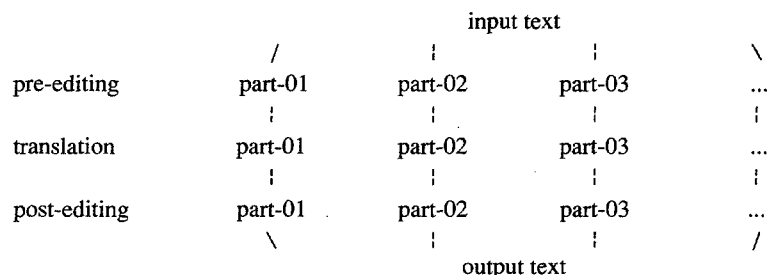 input text
/ ¦ ¦ \
pre-editing part-01 part-02 part-03 ...
¦ ¦ ¦ ¦
translation part-01 part-02 part-03 ...
¦ ¦ ¦ ¦
post-editing part-01 part-02 part-03 ...
\ ¦ ¦ /
output text